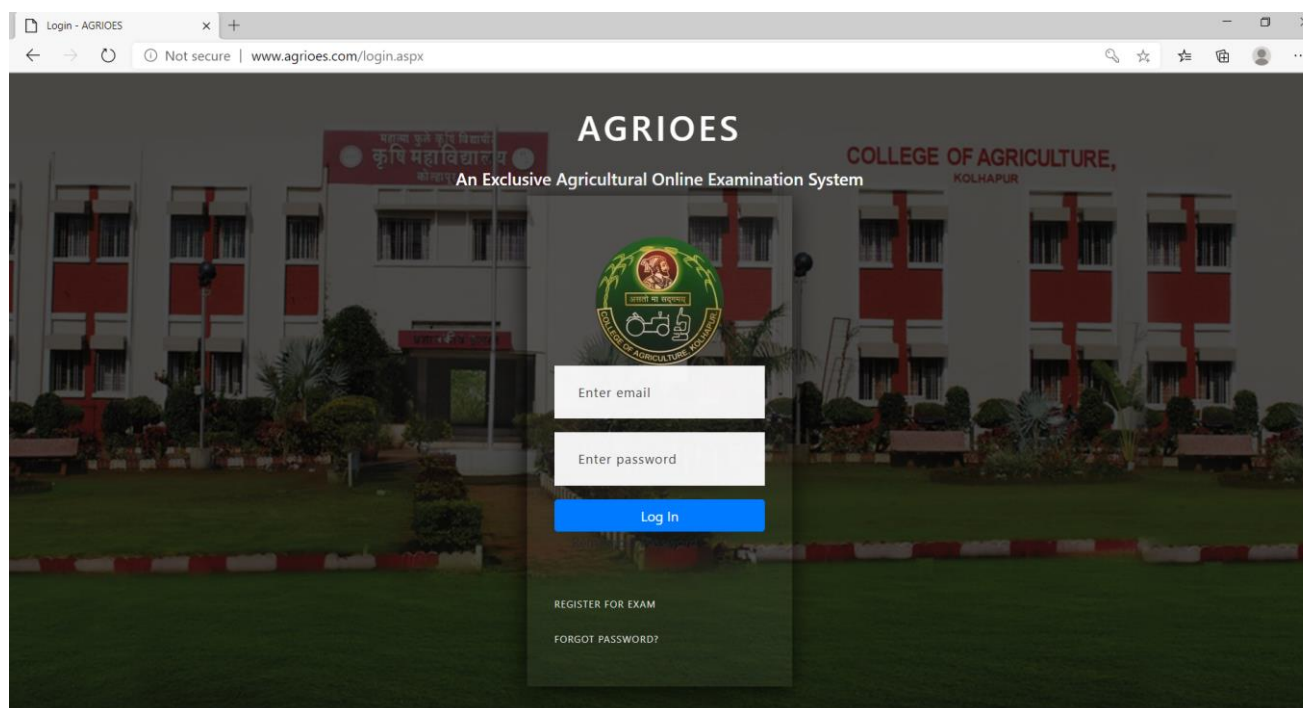 Login - AGRIOES
Not secure | www.agrioes.com/login.aspx
AGRIOES
महात्मा फुले कृषि विद्यापीठ
कृषि महाविद्यालय
COLLEGE OF AGRICULTURE,
KOLHAPUR
An Exclusive Agricultural Online Examination System
असतो मा सद्गमय
COLLEGE OF AGRICULTURE, KOLHAPUR
Enter email
Enter password
Log In
REGISTER FOR EXAM
FORGOT PASSWORD?